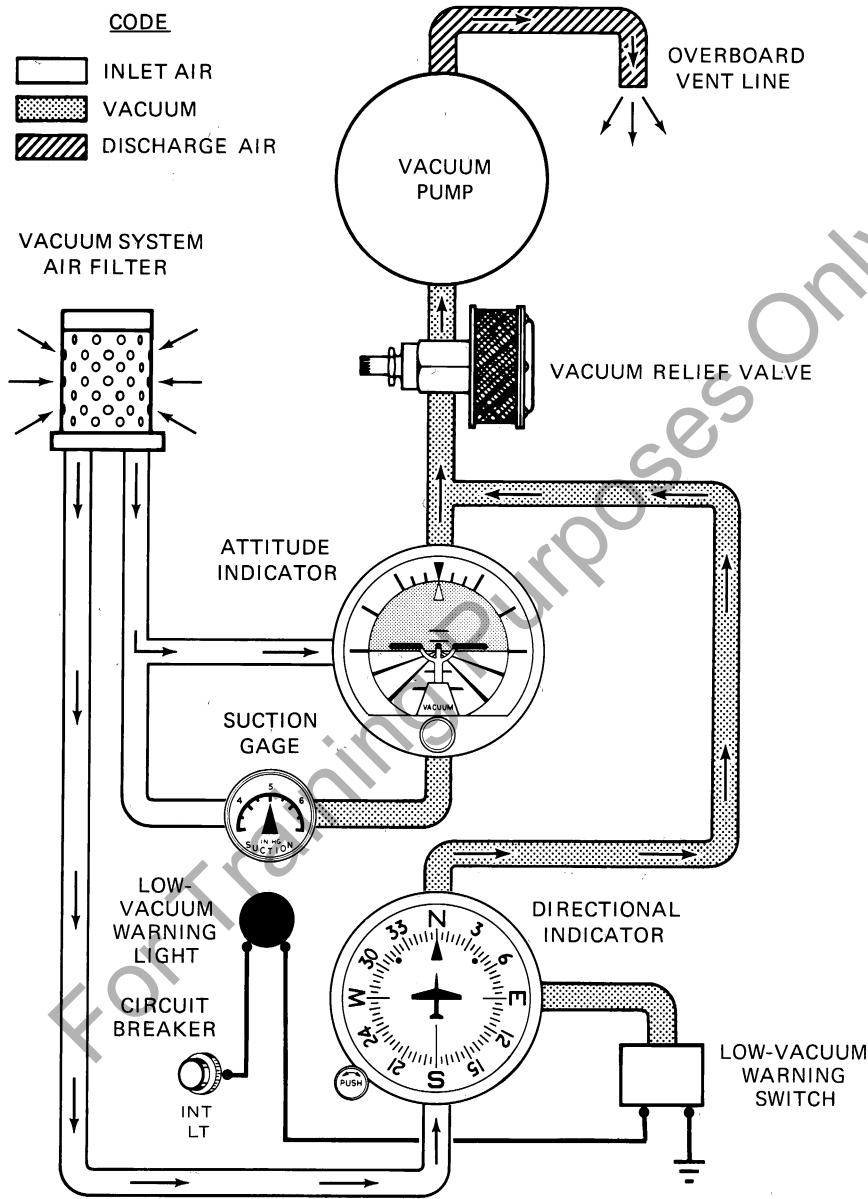 CODE
INLET AIR
VACUUM
DISCHARGE AIR
OVERBOARD
VENT LINE
VACUUM
PUMP
VACUUM SYSTEM
AIR FILTER
VACUUM RELIEF VALVE
ATTITUDE
INDICATOR
VACUUM
SUCTION
GAGE
4 5 6
IN HG
SUCTION
LOW-
VACUUM
WARNING
LIGHT
DIRECTIONAL
INDICATOR
N 3 6 E 12 15 S 21 24 W 30 33
PUSH
CIRCUIT
BREAKER
INT
LT
LOW-VACUUM
WARNING
SWITCH
For Training Purposes Only